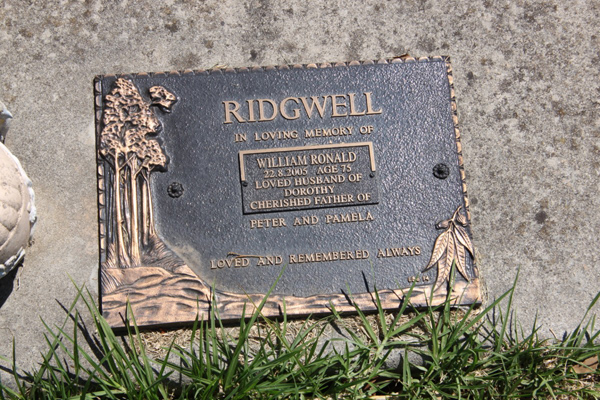 RIDGWELL
IN LOVING MEMORY OF
WILLIAM RONALD
22.8.2005 AGE 75
LOVED HUSBAND OF
DOROTHY
CHERISHED FATHER OF
PETER AND PAMELA
LOVED AND REMEMBERED ALWAYS